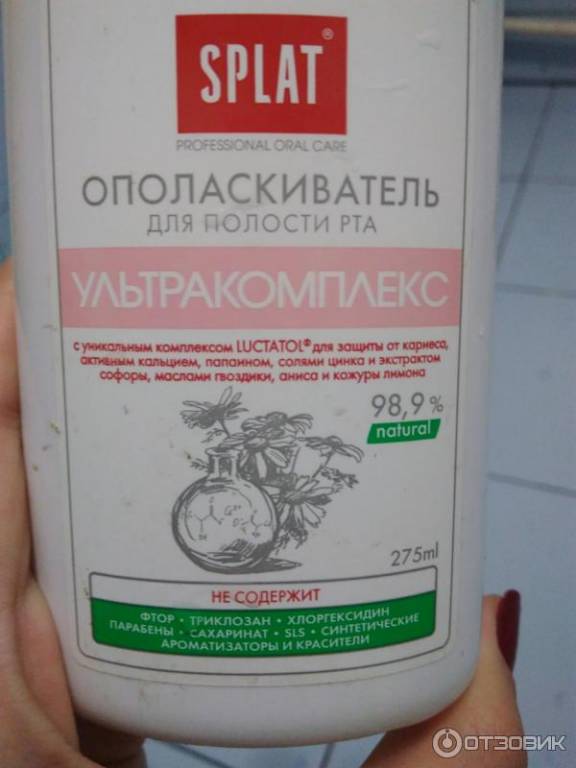 SPLAT®
PROFESSIONAL ORAL CARE
ОПОЛАСКИВАТЕЛЬ
ДЛЯ ПОЛОСТИ РТА
УЛЬТРАКОМПЛЕКС
с уникальным комплексом LUCTATOL® для защиты от кариеса,
активным кальцием, папаином, солями цинка и экстрактом
софоры, маслами гвоздики, аниса и кожуры лимона
98,9%
natural
275ml
НЕ СОДЕРЖИТ
ФТОР • ТРИКЛОЗАН • ХЛОРГЕКСИДИН
ПАРАБЕНЫ • САХАРИНАТ • SLS • СИНТЕТИЧЕСКИЕ
АРОМАТИЗАТОРЫ И КРАСИТЕЛИ
ОТЗОВИК